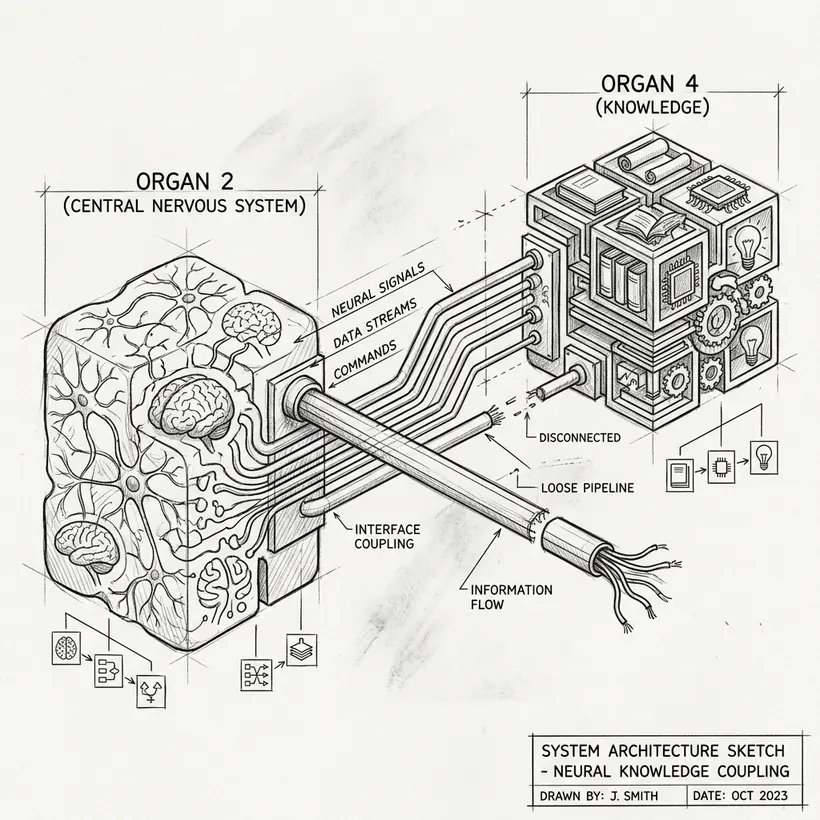 ORGAN 2
(CENTRAL NERVOUS SYSTEM)
ORGAN 4
(KNOWLEDGE)
NEURAL SIGNALS
DATA STREAMS
COMMANDS
DISCONNECTED
LOOSE PIPELINE
INTERFACE
COUPLING
INFORMATION
FLOW
SYSTEM ARCHITECTURE SKETCH
- NEURAL KNOWLEDGE COUPLING
DRAWN BY: J. SMITH
DATE: OCT 2023